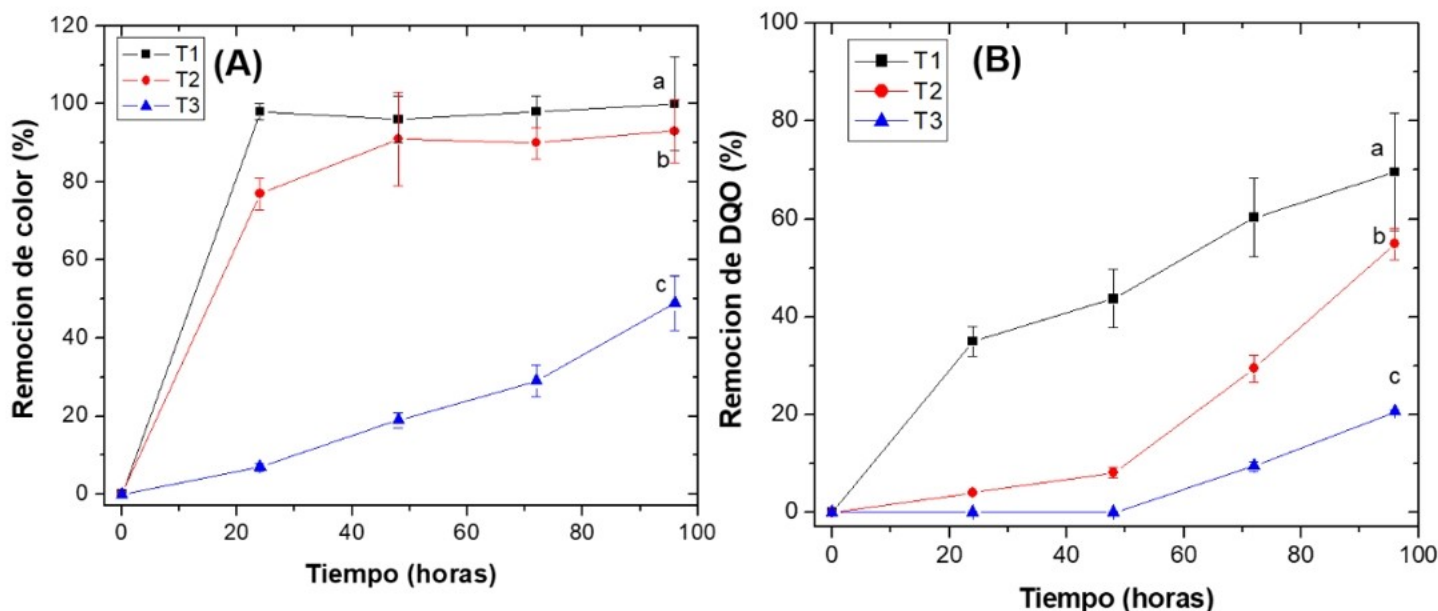 (A)
T1
T2
T3
120
100
80
60
40
20
0
Remocion de color (%)
a
b
c
0 20 40 60 80 100
Tiempo (horas)
(B)
T1
T2
T3
100
80
60
40
20
0
Remocion de DQO (%)
a
b
c
0 20 40 60 80 100
Tiempo (horas)